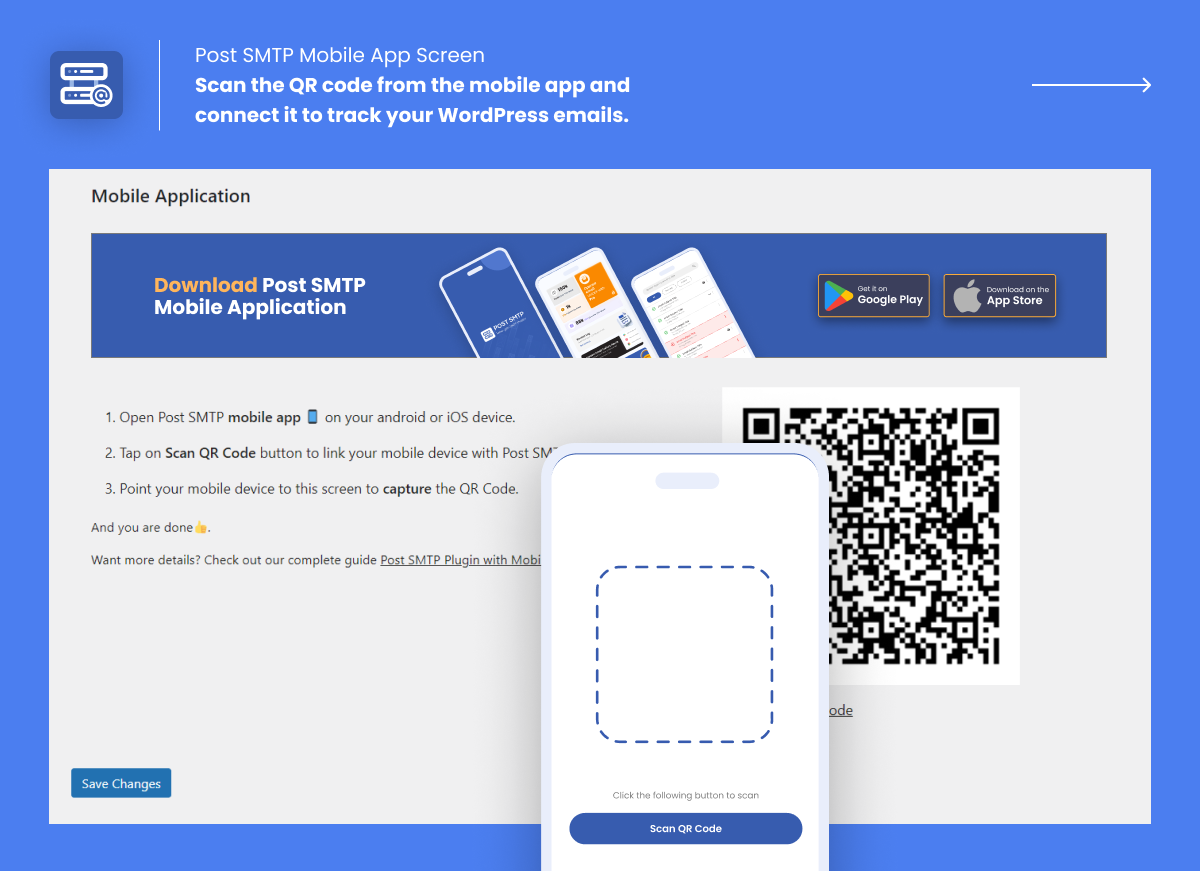 Post SMTP Mobile App Screen
Scan the QR code from the mobile app and
connect it to track your WordPress emails.
Mobile Application
Download Post SMTP
Mobile Application
POST SMTP
Get it on
Google Play
Download on the
App Store
1. Open Post SMTP mobile app 📱 on your android or iOS device.
2. Tap on Scan QR Code button to link your mobile device with Post SMT
3. Point your mobile device to this screen to capture the QR Code.
And you are done👍.
Want more details? Check out our complete guide Post SMTP Plugin with Mobi
ode
Save Changes
Click the following button to scan
Scan QR Code